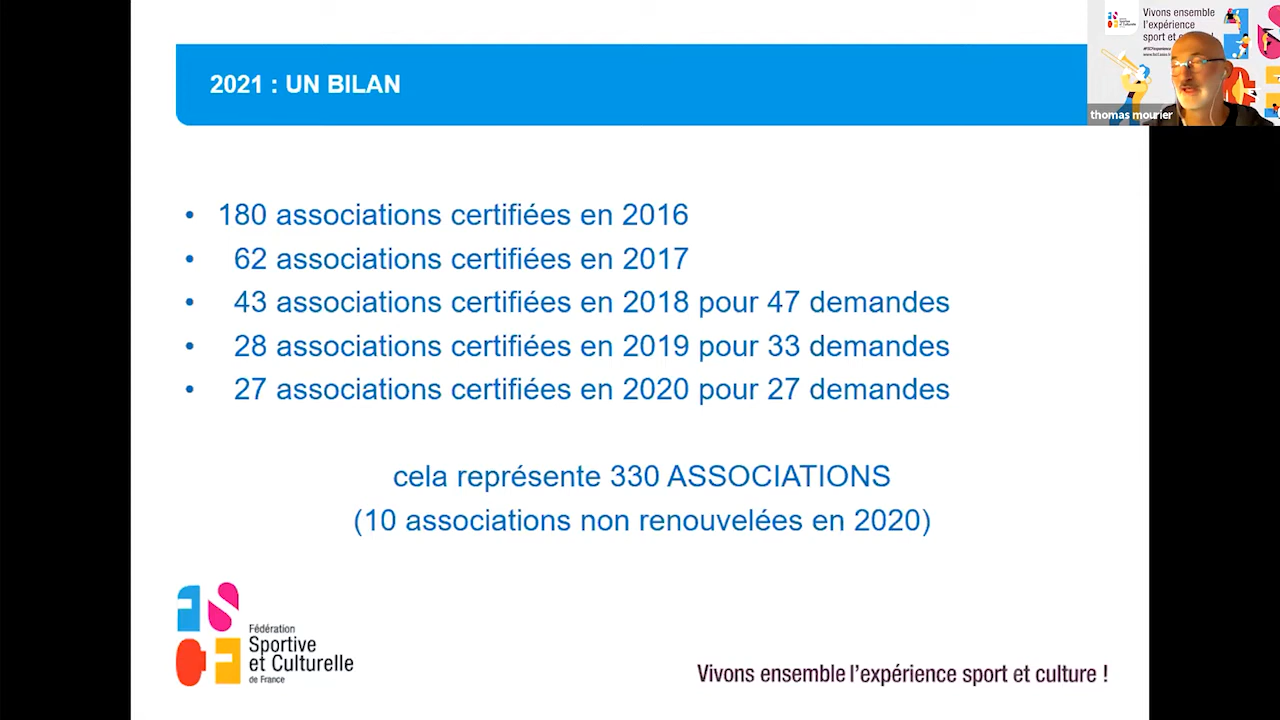 2021 : UN BILAN
Vivons ensemble
l'expérience
thomas mourier
• 180 associations certifiées en 2016
• 62 associations certifiées en 2017
• 43 associations certifiées en 2018 pour 47 demandes
• 28 associations certifiées en 2019 pour 33 demandes
• 27 associations certifiées en 2020 pour 27 demandes
cela représente 330 ASSOCIATIONS
(10 associations non renouvelées en 2020)
FSCF
Fédération
Sportive
et Culturelle
de France
Vivons ensemble l'expérience sport et culture !